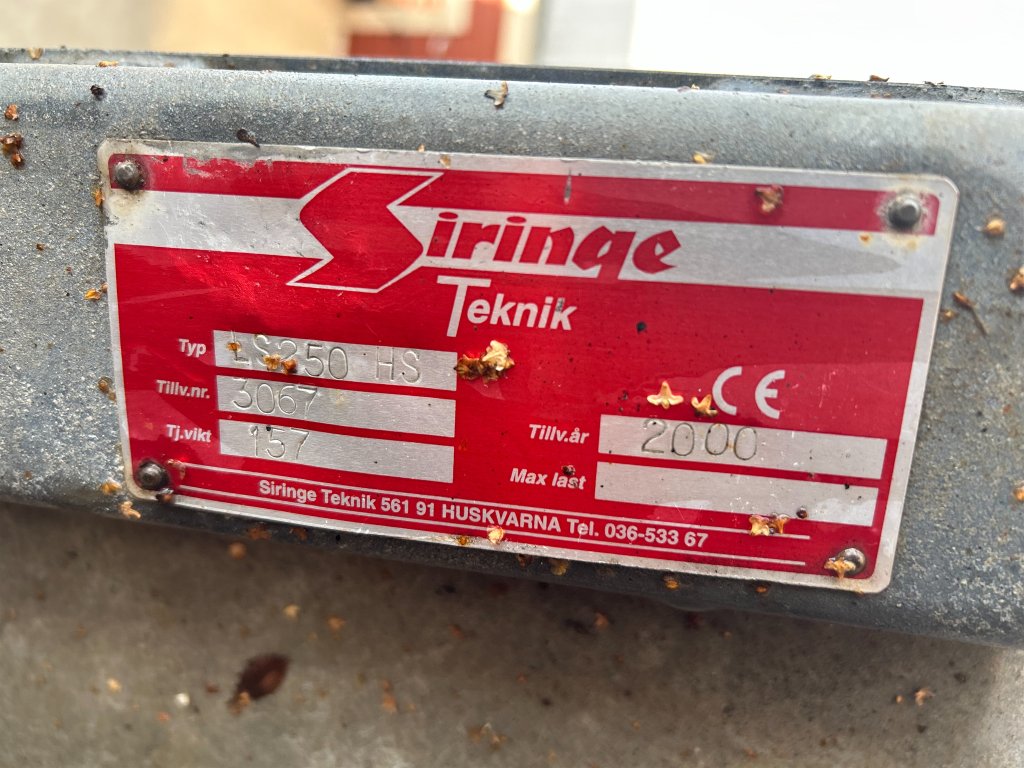 Siringe
Teknik
Typ LS250 HS
Tillv.nr. 3067
CE
Tj.vikt 157
Tillv.år 2000
Max last
Siringe Teknik 561 91 HUSKVARNA Tel. 036-533 67